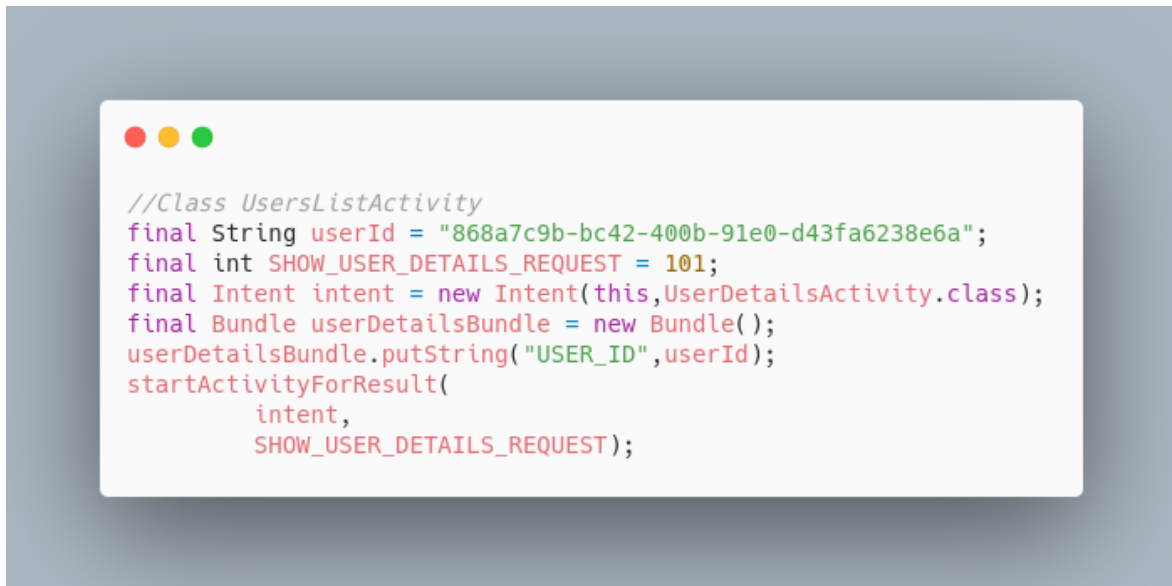 //Class UsersListActivity
final String userId = "868a7c9b-bc42-400b-91e0-d43fa6238e6a";
final int SHOW_USER_DETAILS_REQUEST = 101;
final Intent intent = new Intent(this,UserDetailsActivity.class);
final Bundle userDetailsBundle = new Bundle();
userDetailsBundle.putString("USER_ID",userId);
startActivityForResult(
intent,
SHOW_USER_DETAILS_REQUEST);